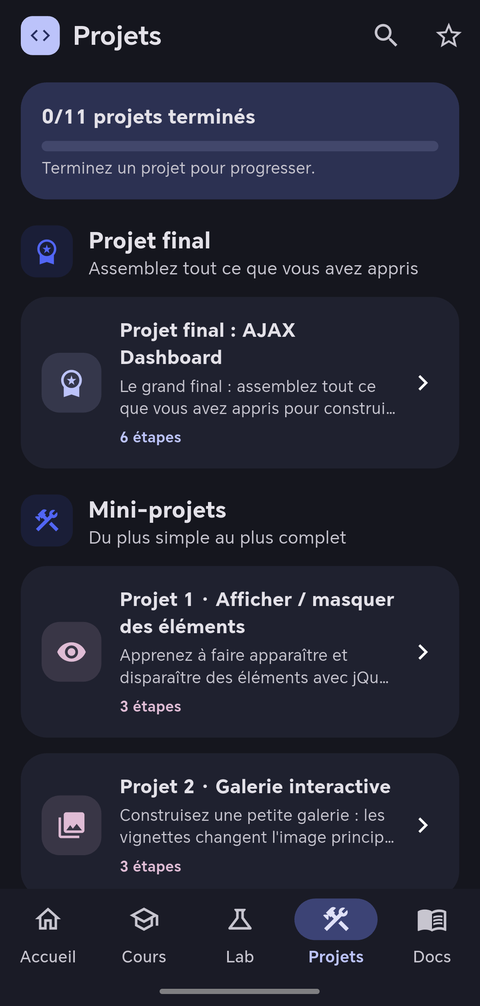 Projets
0/11 projets terminés
Terminez un projet pour progresser.
Projet final
Assemblez tout ce que vous avez appris
Projet final : AJAX
Dashboard
Le grand final : assemblez tout ce
que vous avez appris pour construi…
6 étapes
Mini-projets
Du plus simple au plus complet
Projet 1 · Afficher / masquer
des éléments
Apprenez à faire apparaître et
disparaître des éléments avec jQu…
3 étapes
Projet 2 · Galerie interactive
Construisez une petite galerie : les
vignettes changent l'image princip…
3 étapes
Accueil
Cours
Lab
Projets
Docs